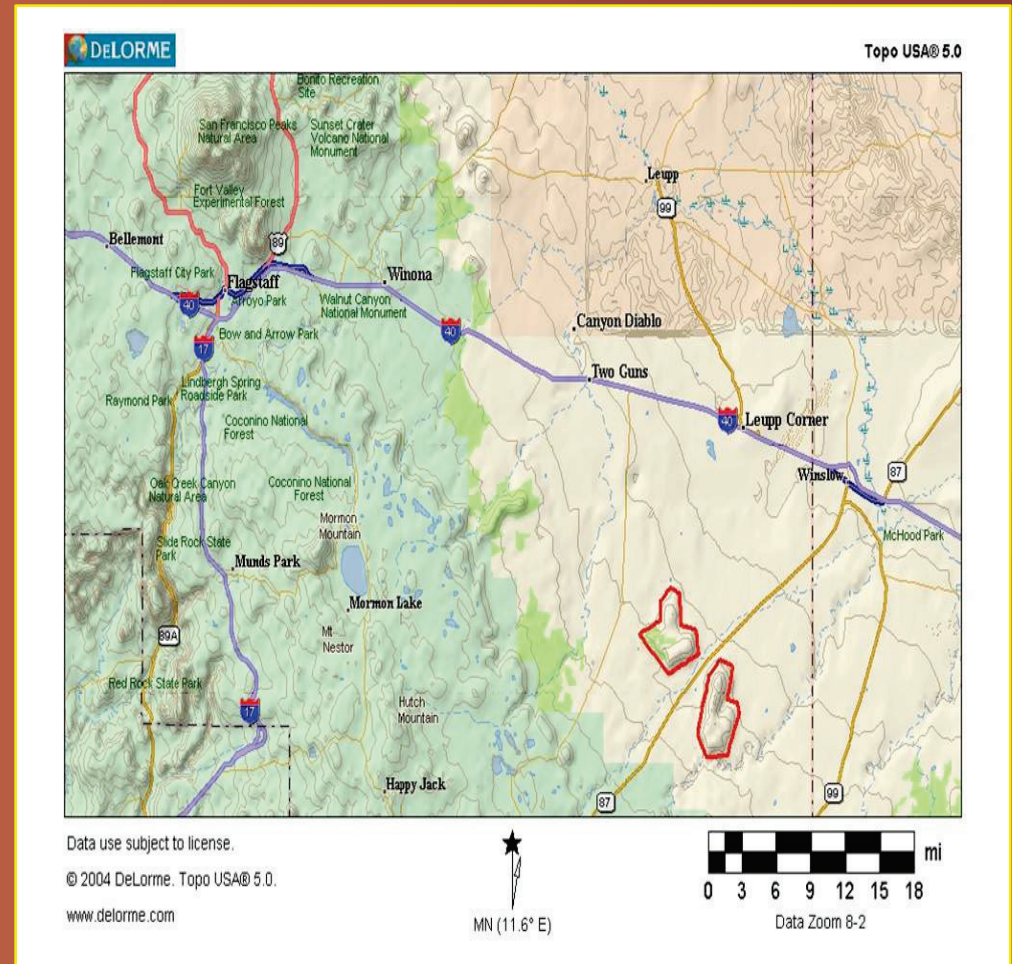 DELORME
Topo USA® 5.0
Bonito Recreation
Site
San Francisco Peaks
Natural Area
Sunset Crater
Volcano National
Monument
Leupp
Fort Valley
Experimental Forest
99
Bellemont
89
Flagstaff City Park
Flagstaff
Winona
40
Arroyo Park
Walnut Canyon
National Monument
Canyon Diablo
40
Bow and Arrow Park
17
Two Guns
Lindbergh Spring
Roadside Park
Raymond Park
Coconino National
Forest
40
Leupp Corner
Winslow
87
Oak Creek Canyon
Natural Area
Coconino National
Forest
Mormon
Mountain
McHood Park
Slide Rock State
Park
Munds Park
Mormon Lake
89A
Mt
Nestor
Red Rock State Park
17
Hutch
Mountain
Happy Jack
87
99
Data use subject to license.
© 2004 DeLorme. Topo USA® 5.0.
www.delorme.com
MN (11.6° E)
mi
0 3 6 9 12 15 18
Data Zoom 8-2